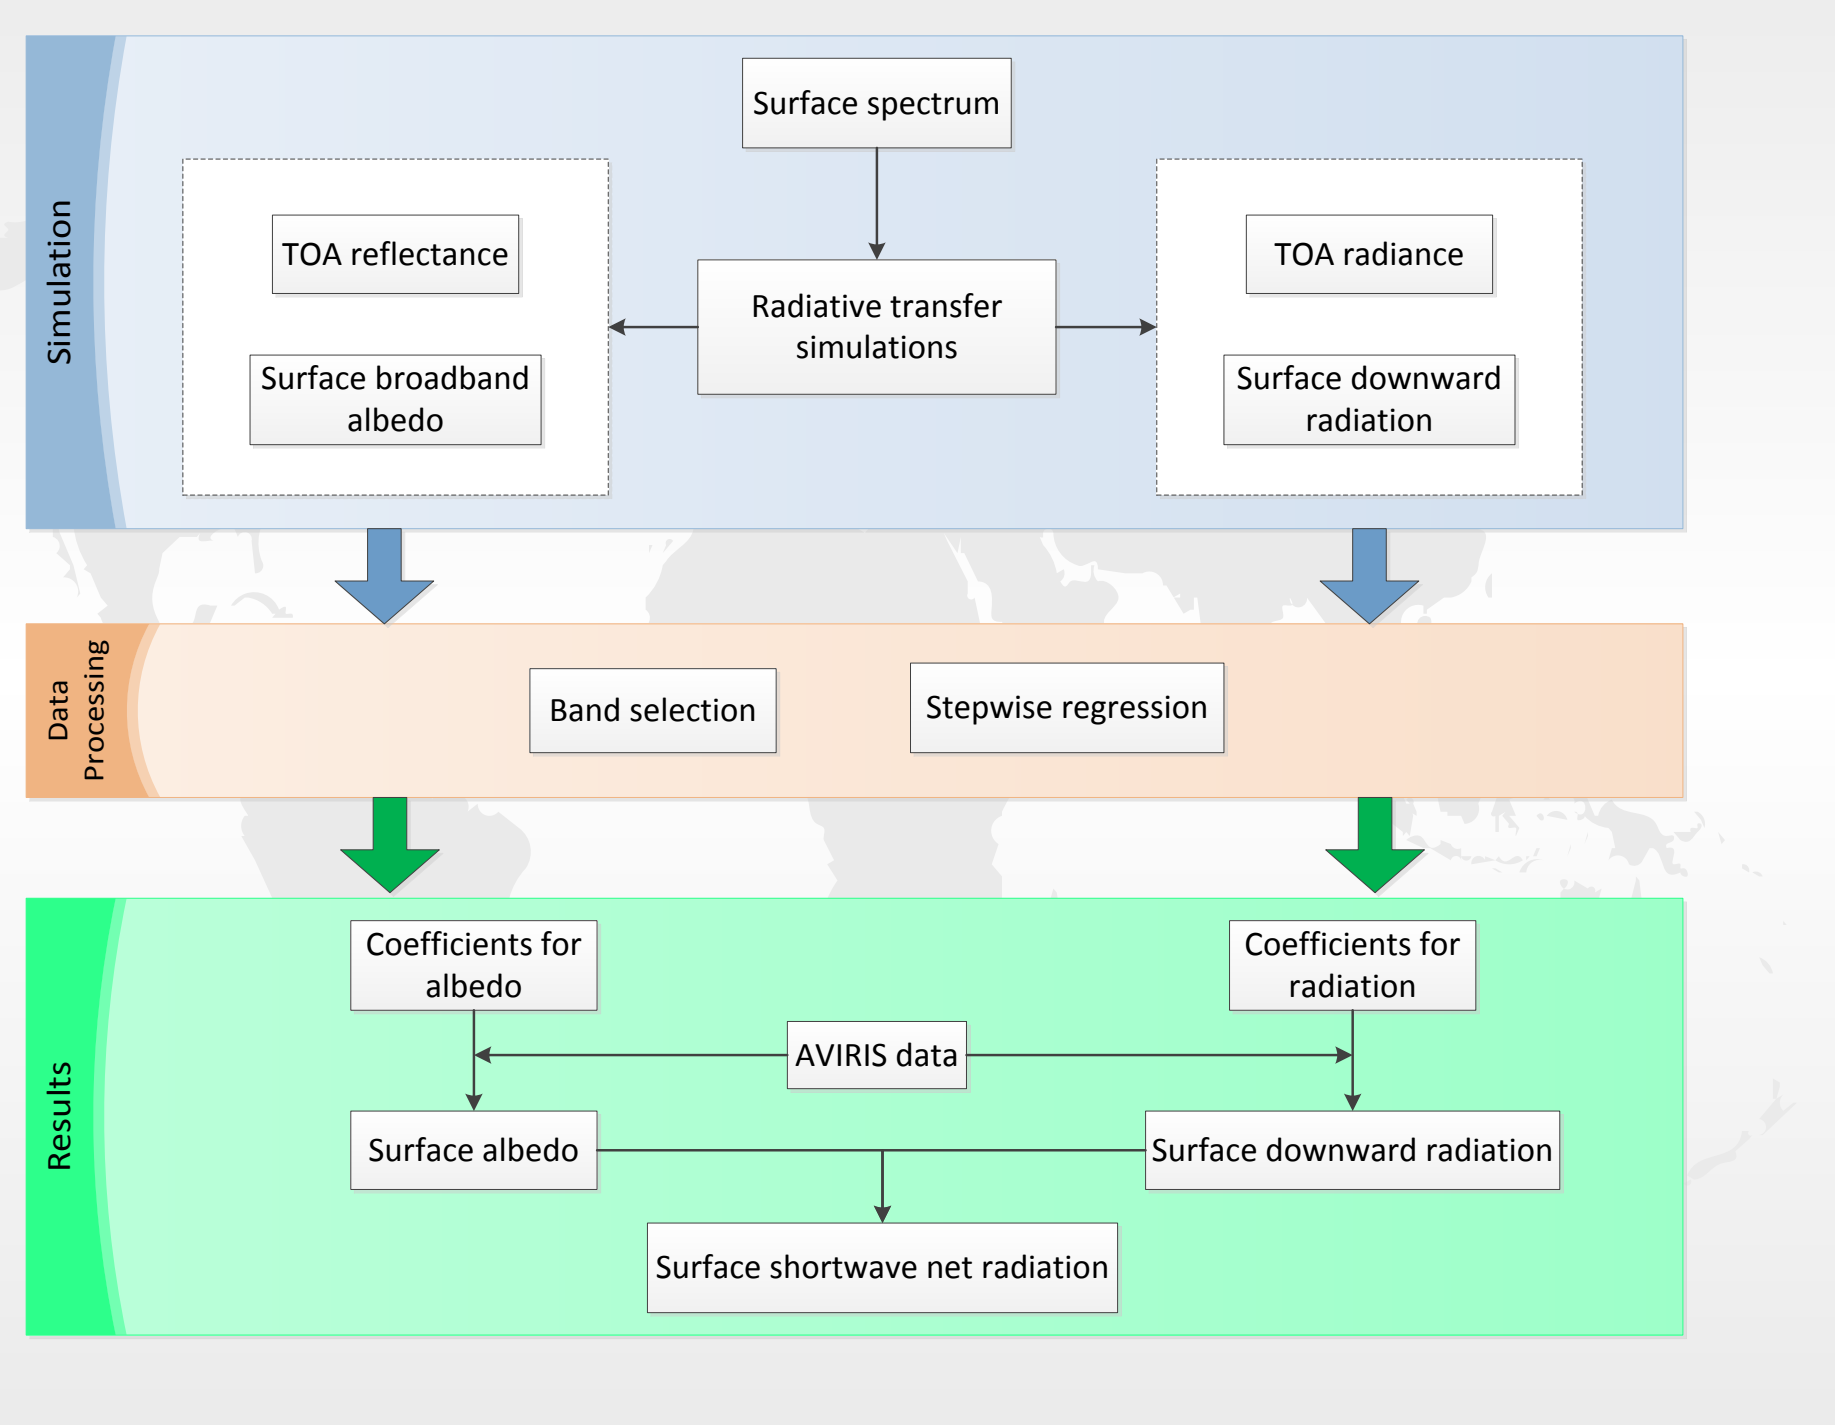 Simulation
Surface spectrum
TOA reflectance
Surface broadband
albedo
Radiative transfer
simulations
TOA radiance
Surface downward
radiation
Data
Processing
Band selection
Stepwise regression
Results
Coefficients for
albedo
Coefficients for
radiation
AVIRIS data
Surface albedo
Surface downward radiation
Surface shortwave net radiation